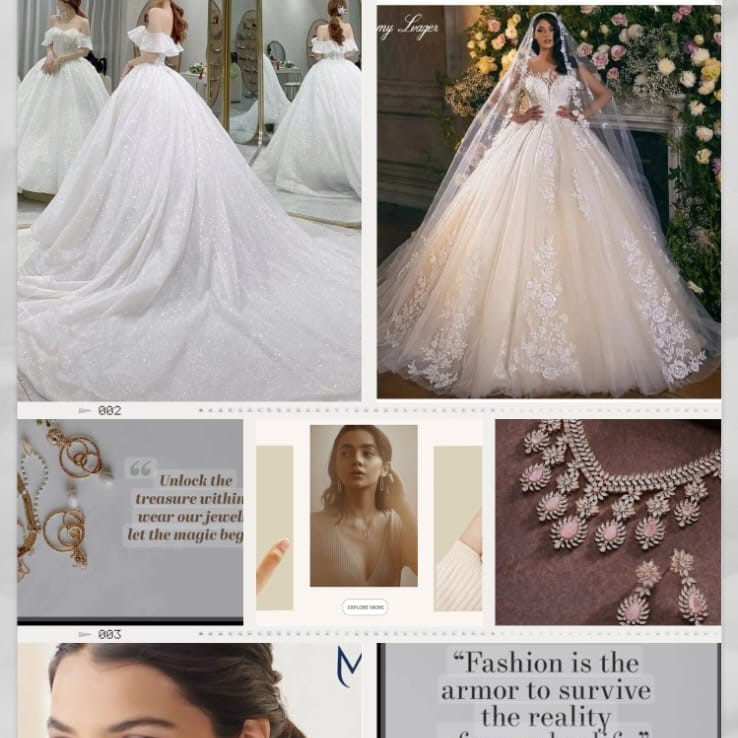 my Lvager
002
“ Unlock the
treasure within
wear our jewel
let the magic beg
EXPLORE MORE
003
M
“Fashion is the
armor to survive
the reality